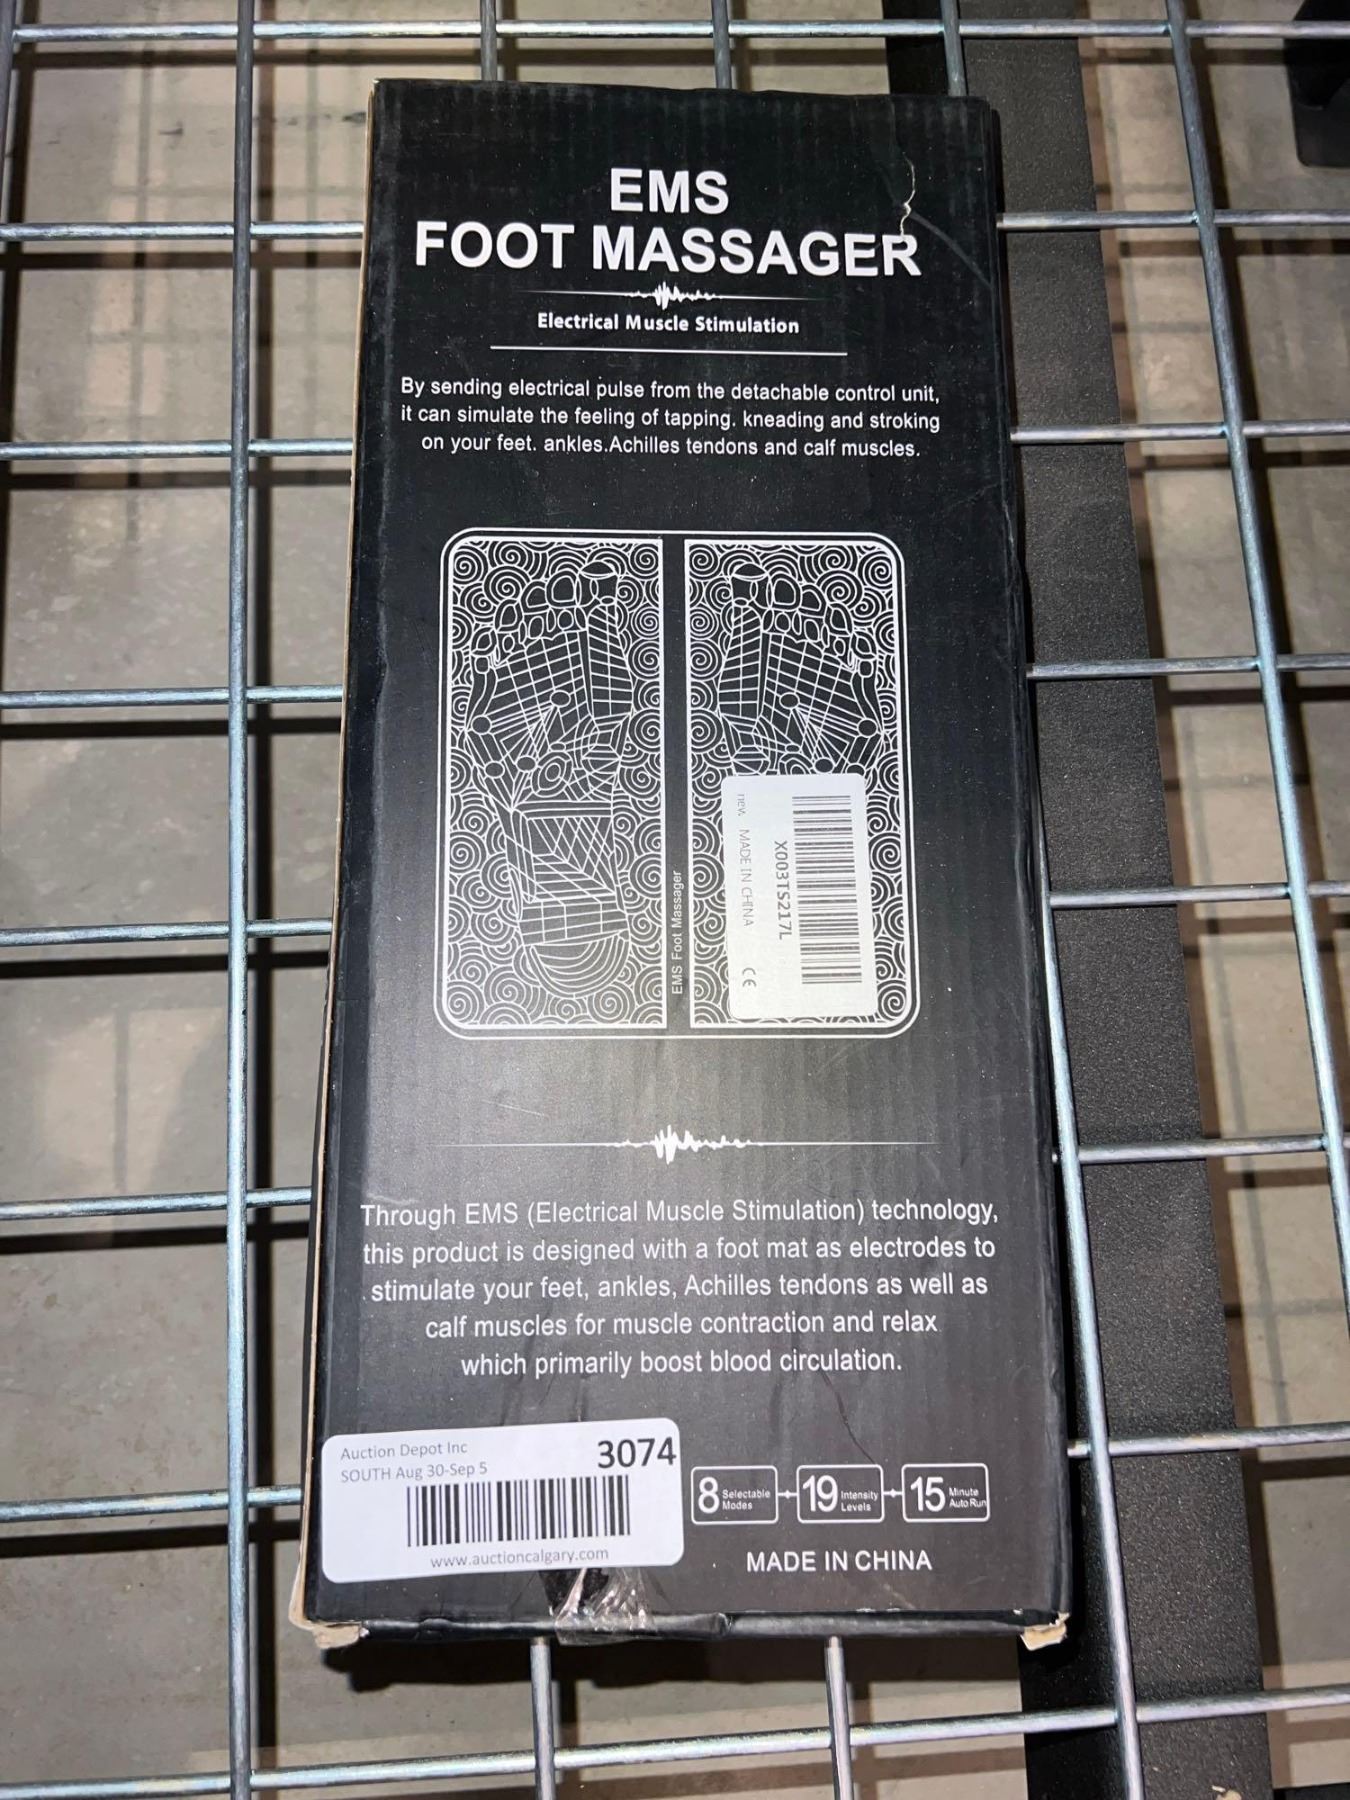 EMS
FOOT MASSAGER
Electrical Muscle Stimulation
By sending electrical pulse from the detachable control unit,
it can simulate the feeling of tapping. kneading and stroking
on your feet. ankles.Achilles tendons and calf muscles.
EMS Foot Massager
X003TS217L
new MADE IN CHINA CE
Through EMS (Electrical Muscle Stimulation) technology,
this product is designed with a foot mat as electrodes to
stimulate your feet, ankles, Achilles tendons as well as
calf muscles for muscle contraction and relax
which primarily boost blood circulation.
Auction Depot Inc
SOUTH Aug 30-Sep 5
3074
www.auctioncalgary.com
8 Selectable Modes
19 Intensity Levels
15 Minute Auto Run
MADE IN CHINA